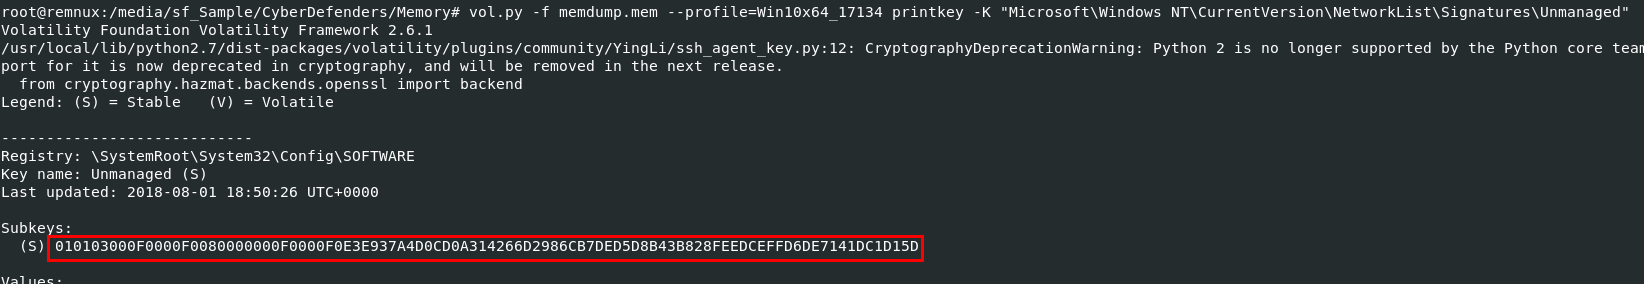 root@remnux:/media/sf_Sample/CyberDefenders/Memory# vol.py -f memdump.mem --profile=Win10x64_17134 printkey -K "Microsoft\Windows NT\CurrentVersion\NetworkList\Signatures\Unmanaged"
Volatility Foundation Volatility Framework 2.6.1
/usr/local/lib/python2.7/dist-packages/volatility/plugins/community/YingLi/ssh_agent_key.py:12: CryptographyDeprecationWarning: Python 2 is no longer supported by the Python core team
port for it is now deprecated in cryptography, and will be removed in the next release.
  from cryptography.hazmat.backends.openssl import backend
Legend: (S) = Stable   (V) = Volatile
----------------------------
Registry: \SystemRoot\System32\Config\SOFTWARE
Key name: Unmanaged (S)
Last updated: 2018-08-01 18:50:26 UTC+0000
Subkeys:
  (S) 010103000F0000F0080000000F0000F0E3E937A4D0CD0A314266D2986CB7DED5D8B43B828FEEDCEFFD6DE7141DC1D15D
Values: